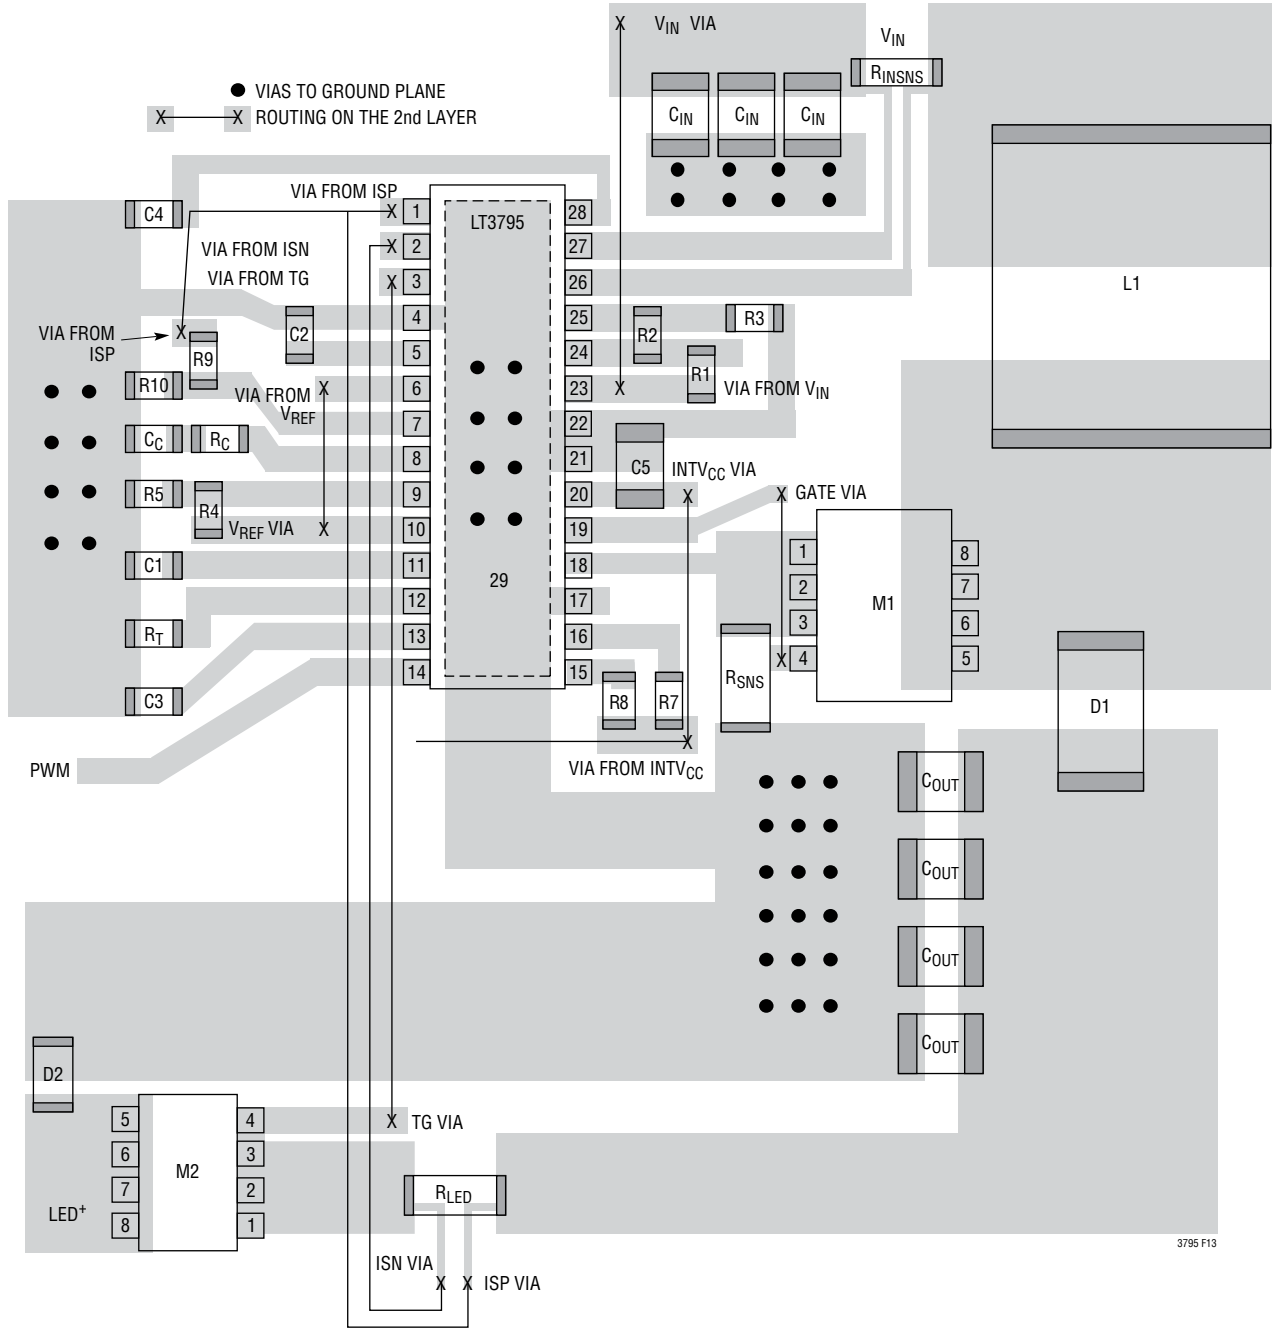 X VIN VIA
VIN
RINSNS
VIAS TO GROUND PLANE
X X ROUTING ON THE 2nd LAYER
CIN CIN CIN
VIA FROM ISP X 1
LT3795
28
C4
VIA FROM ISN X 2
27
VIA FROM TG X 3
26
L1
4
25
R2
R3
C2
VIA FROM
ISP
X
R9
5
24
R1
R10
VIA FROM
VREF
X 6
23 X VIA FROM VIN
7
22
CC RC
8
21
C5
INTVCC VIA
X
R5
R4
9
20
X GATE VIA
VREF VIA X 10
19
C1
11
29
18
1
2
3
X 4
M1
8
7
6
5
12
17
RT
13
16
14
15
R8
R7
RSNS
C3
D1
PWM
X
VIA FROM INTVCC
COUT
COUT
COUT
COUT
D2
5
6
7
8
M2
4
3
2
1
X TG VIA
LED+
RLED
ISN VIA X X ISP VIA
3795 F13